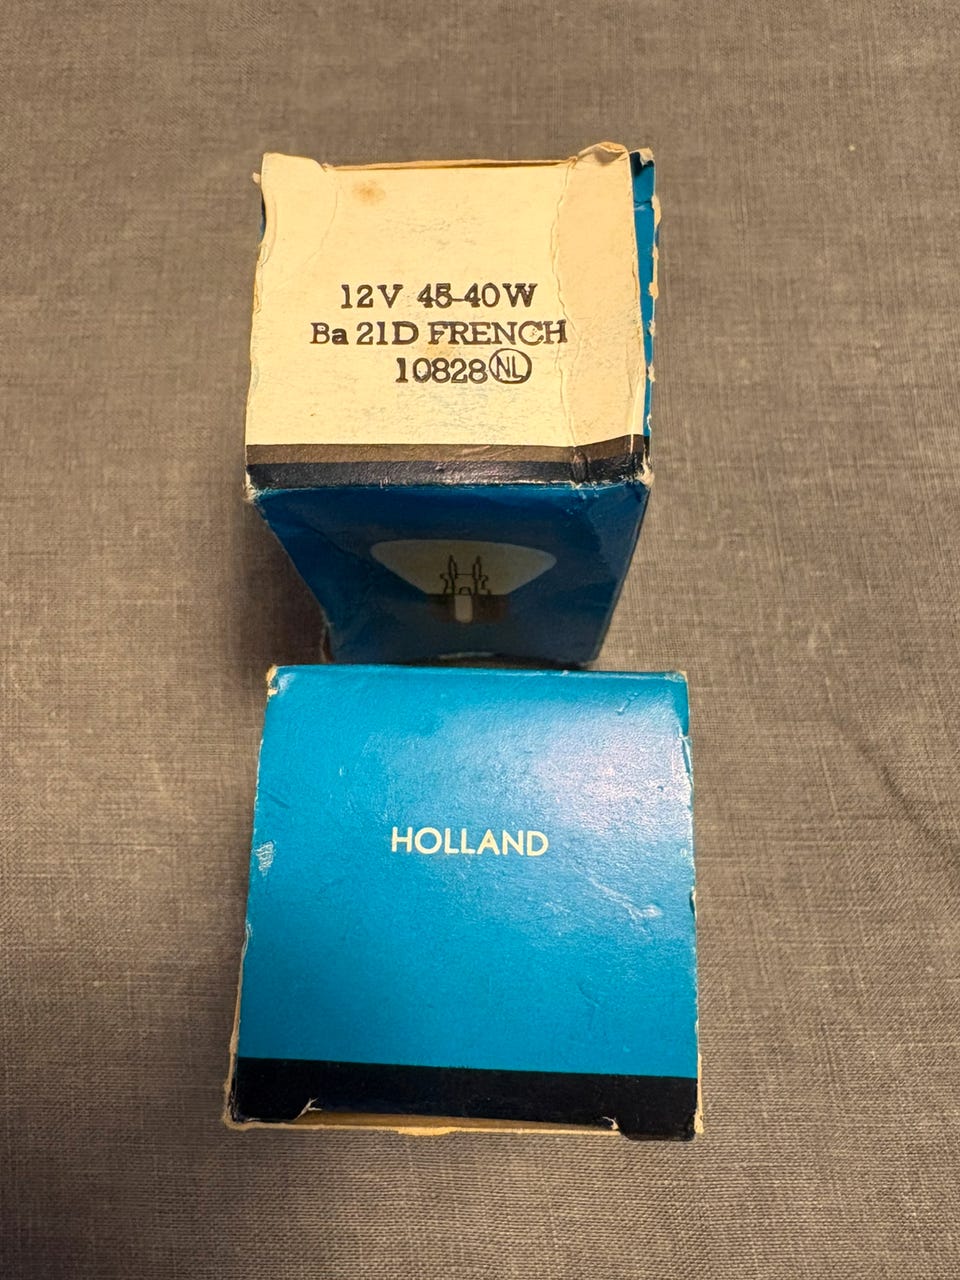 12V 45-40W
Ba 21D FRENCH
10828 NL
HOLLAND